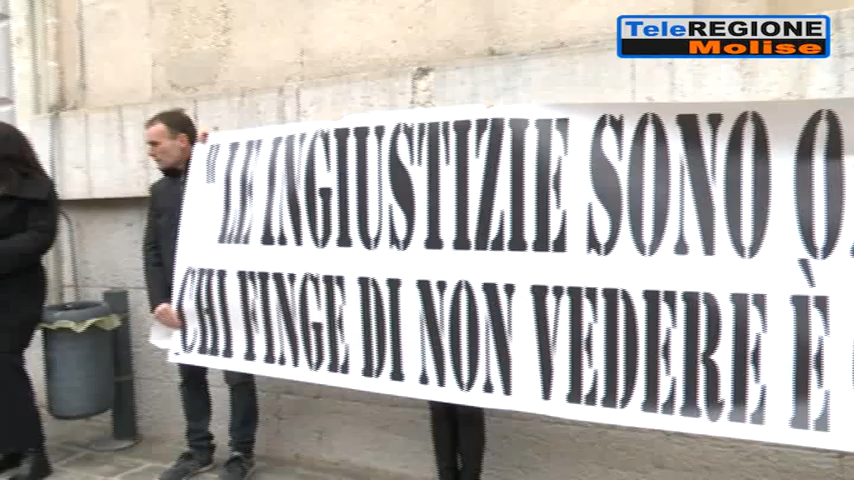 TeleREGIONE
Molise
"LE INGIUSTIZIE SONO
CHI FINGE DI NON VEDERE È